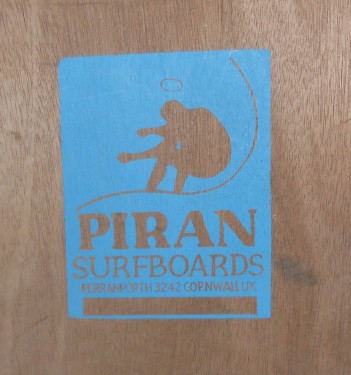 PIRAN
SURFBOARDS
PERRANPORTH 3242 CORNWALL UK